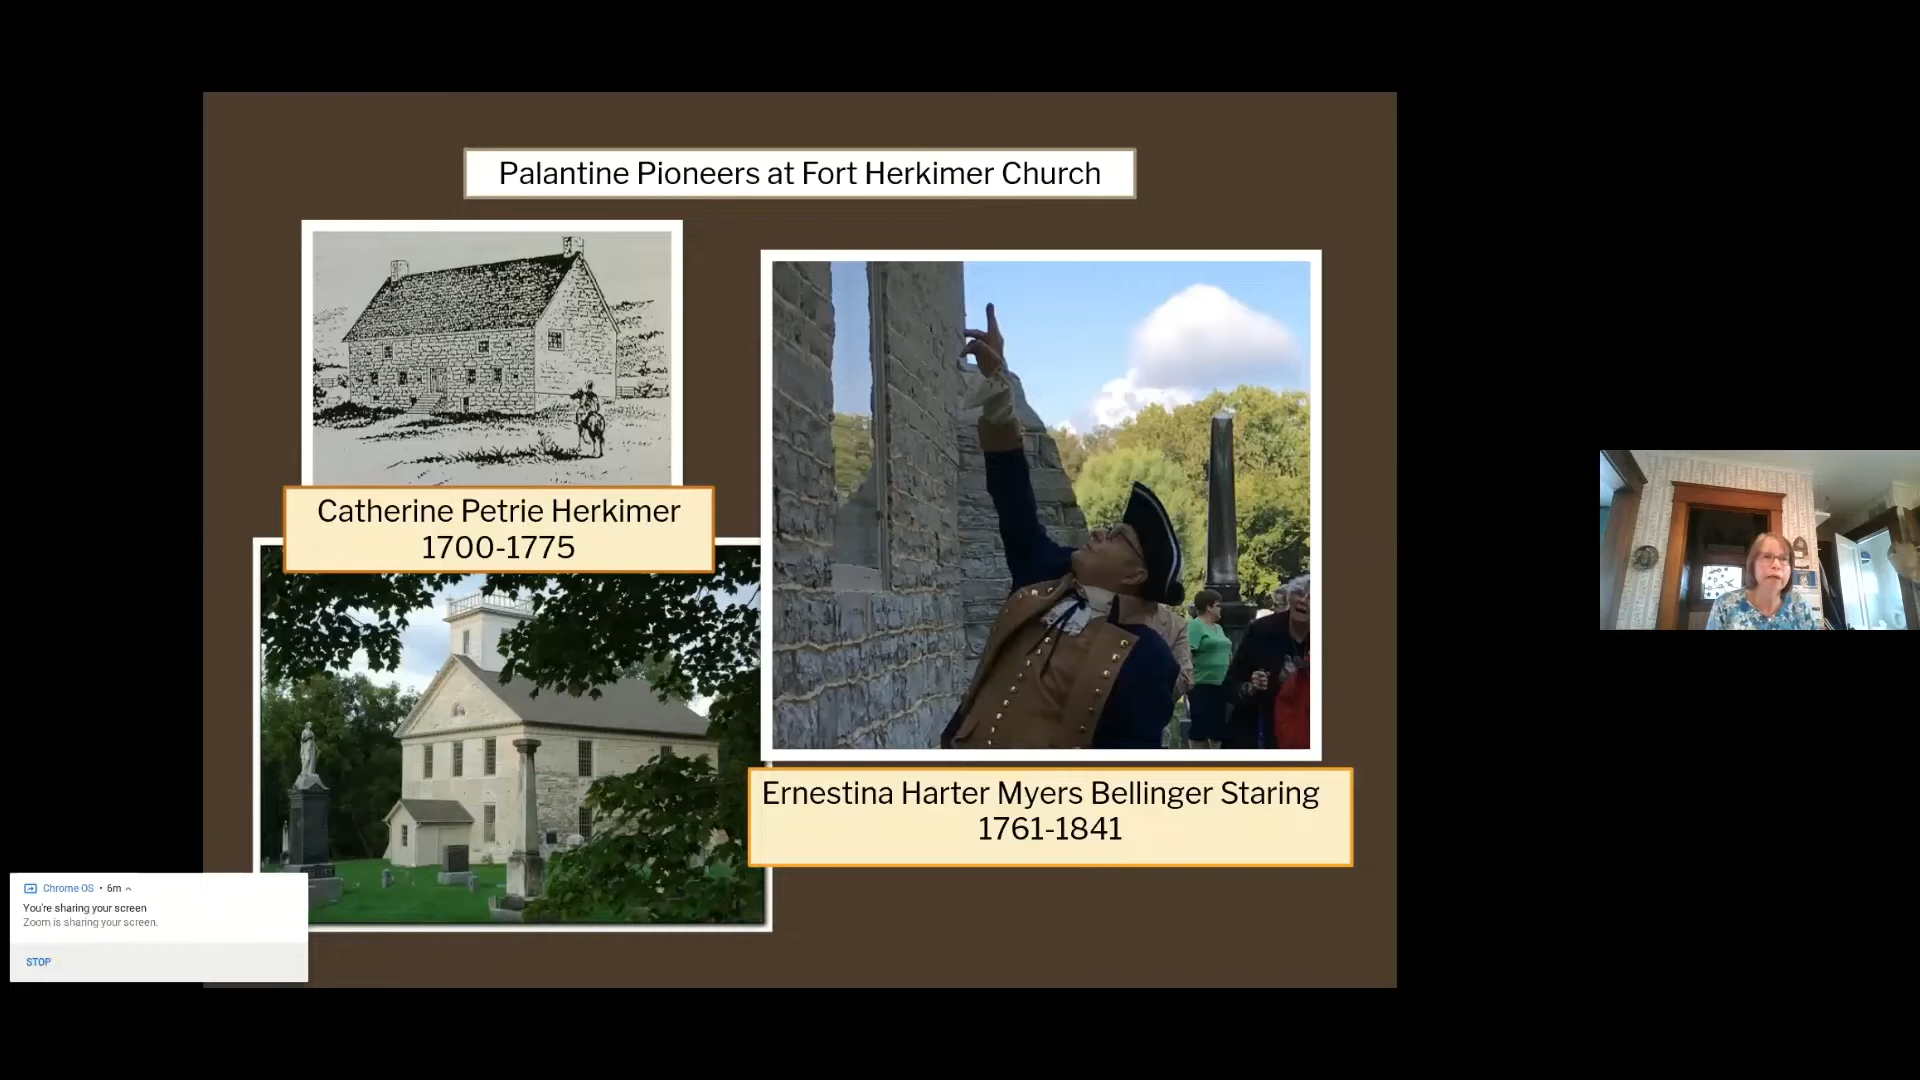 Palantine Pioneers at Fort Herkimer Church
Catherine Petrie Herkimer
1700-1775
Ernestina Harter Myers Bellinger Staring
1761-1841
Chrome OS • 6m
You're sharing your screen
Zoom is sharing your screen.
STOP